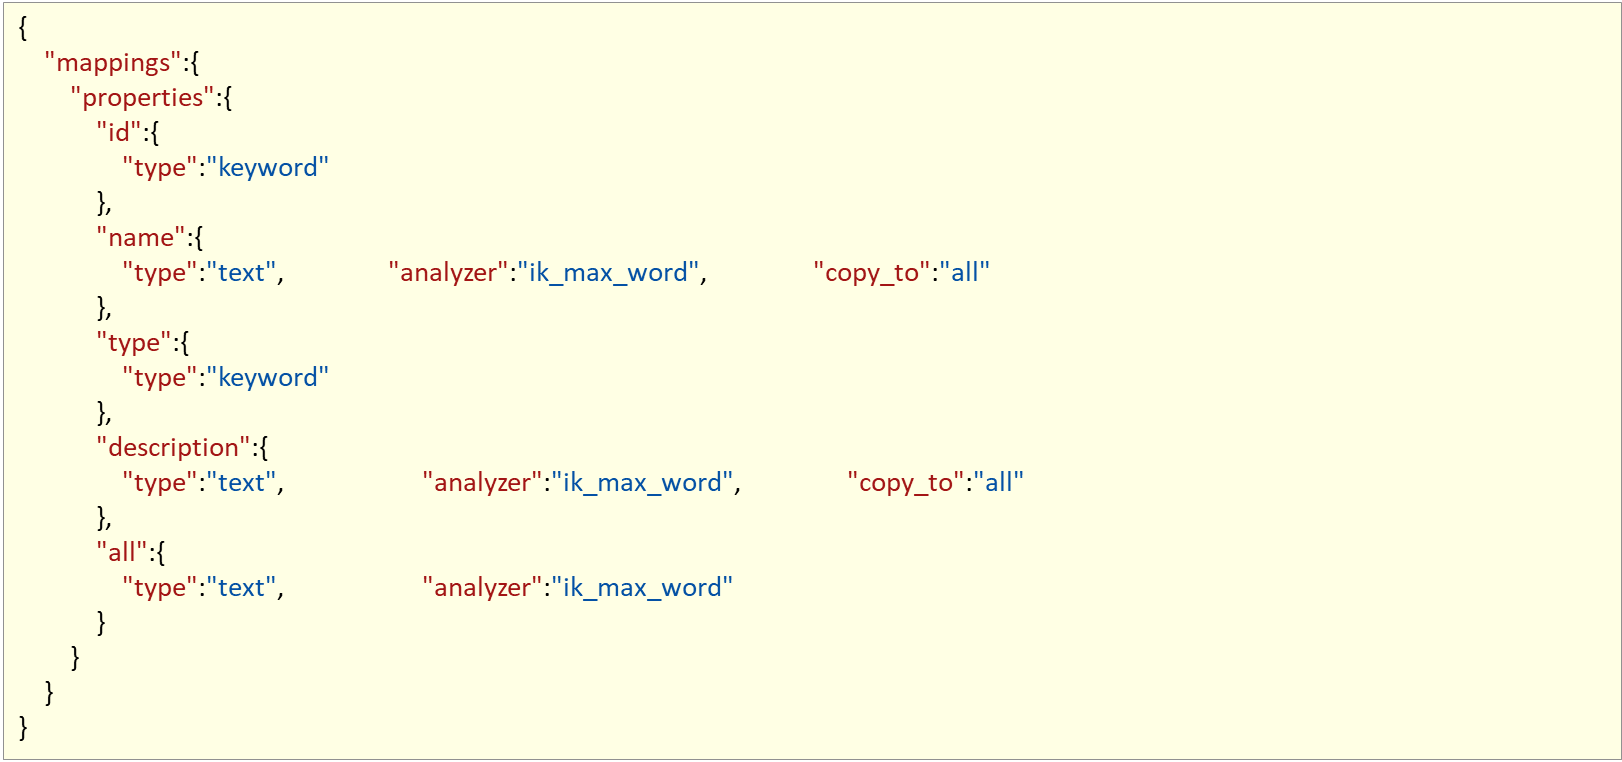 {
"mappings":{
"properties":{
"id":{
"type":"keyword"
},
"name":{
"type":"text", "analyzer":"ik_max_word", "copy_to":"all"
},
"type":{
"type":"keyword"
},
"description":{
"type":"text", "analyzer":"ik_max_word", "copy_to":"all"
},
"all":{
"type":"text", "analyzer":"ik_max_word"
}
}
}
}